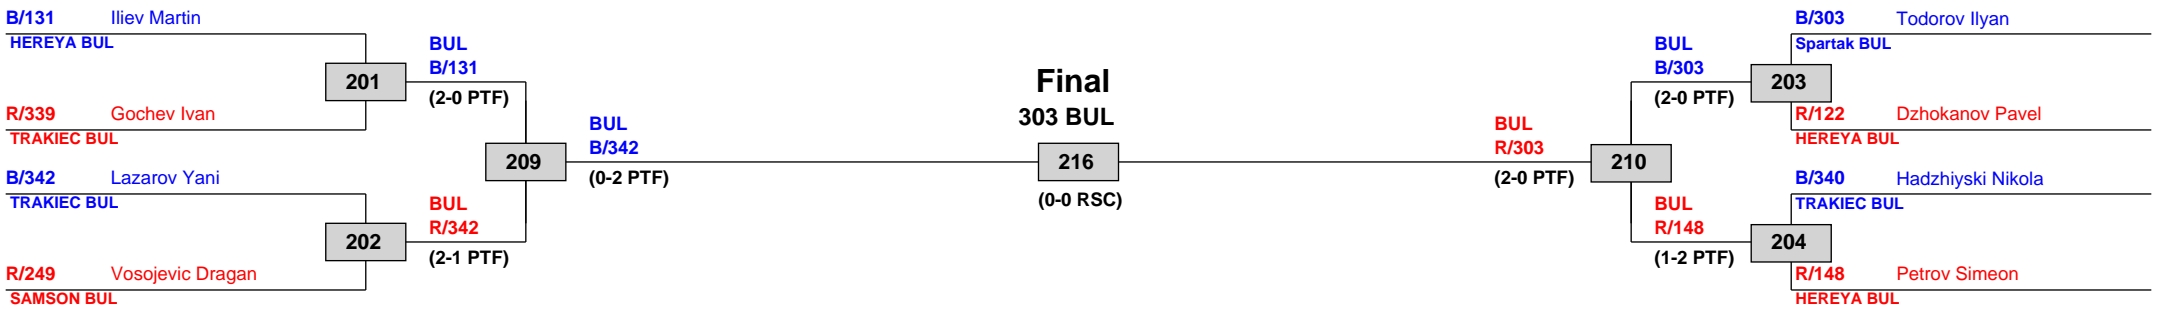 B/131 Iliev Martin
HEREYA BUL
201
R/339 Gochev Ivan
TRAKIEC BUL
BUL
B/131
(2-0 PTF)
B/342 Lazarov Yani
TRAKIEC BUL
202
R/249 Vosojevic Dragan
SAMSON BUL
BUL
R/342
(2-1 PTF)
209
BUL
B/342
(0-2 PTF)
Final
303 BUL
216
(0-0 RSC)
BUL
R/303
(2-0 PTF)
210
BUL
B/303
(2-0 PTF)
B/303 Todorov Ilyan
Spartak BUL
203
R/122 Dzhokanov Pavel
HEREYA BUL
BUL
R/148
(1-2 PTF)
B/340 Hadzhiyski Nikola
TRAKIEC BUL
204
R/148 Petrov Simeon
HEREYA BUL